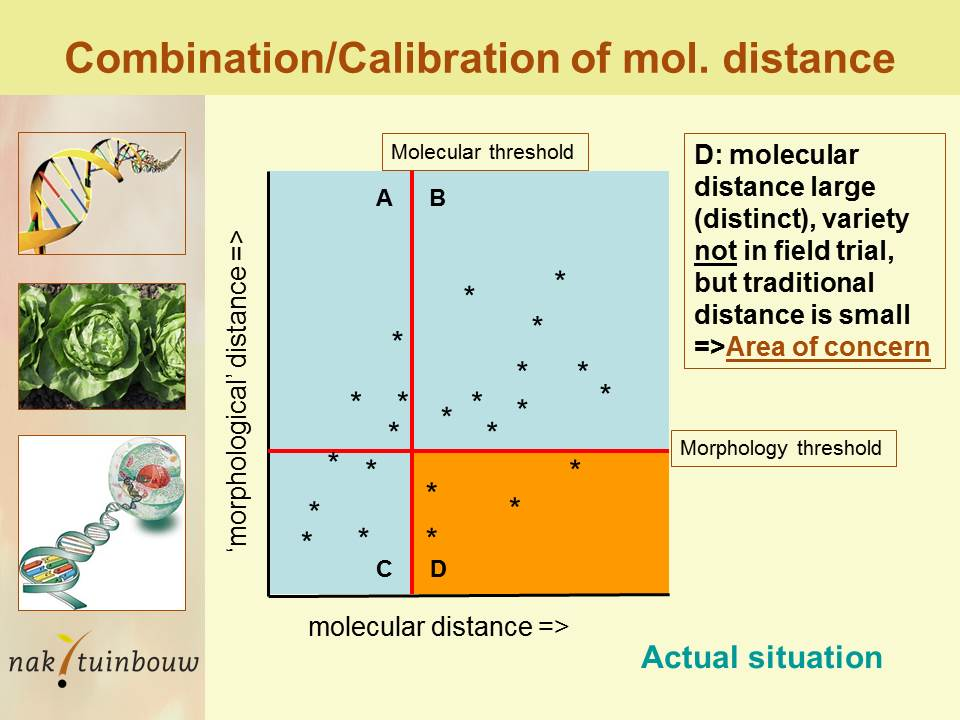 Combination/Calibration of mol. distance
Molecular threshold
A
B
‘morphological’ distance =>
D: molecular
distance large
(distinct), variety
not in field trial,
but traditional
distance is small
=>Area of concern
Morphology threshold
C
D
molecular distance =>
Actual situation
nak tuinbouw